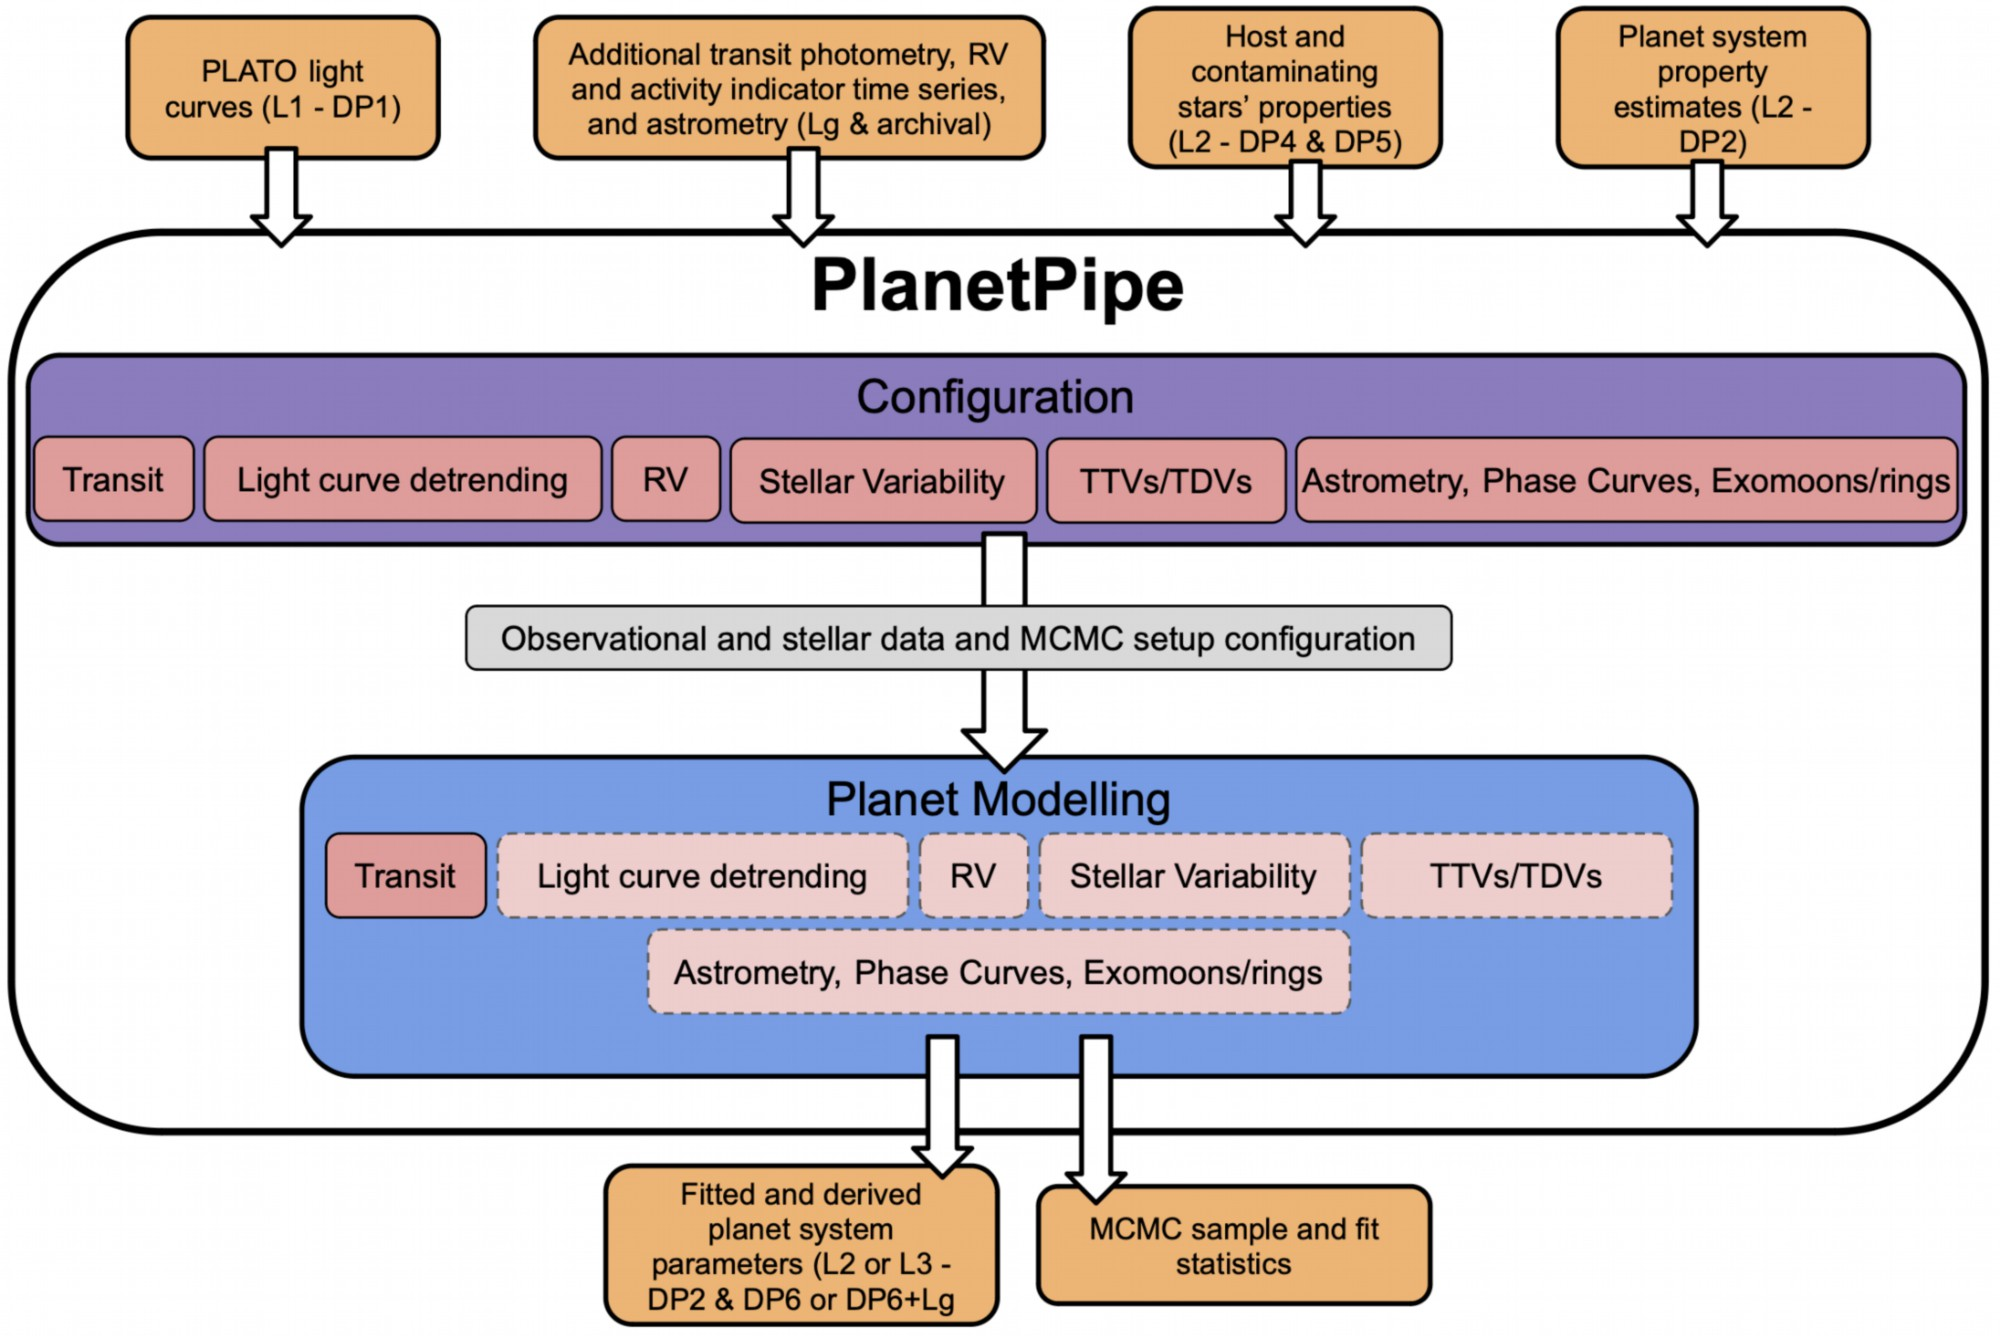 PLATO light
curves (L1 - DP1)
Additional transit photometry, RV
and activity indicator time series,
and astrometry (Lg & archival)
Host and
contaminating
stars’ properties
(L2 - DP4 & DP5)
Planet system
property
estimates (L2 -
DP2)
PlanetPipe
Configuration
Transit
Light curve detrending
RV
Stellar Variability
TTVs/TDVs
Astrometry, Phase Curves, Exomoons/rings
Observational and stellar data and MCMC setup configuration
Planet Modelling
Transit
Light curve detrending
RV
Stellar Variability
TTVs/TDVs
Astrometry, Phase Curves, Exomoons/rings
Fitted and derived
planet system
parameters (L2 or L3 -
DP2 & DP6 or DP6+Lg
MCMC sample and fit
statistics